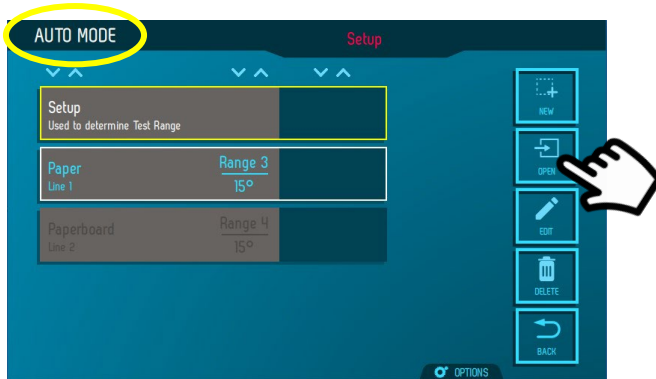 AUTO MODE
Setup
Setup
Used to determine Test Range
Paper
Line 1
Range 3
15°
Paperboard
Line 2
Range 4
15°
NEW
OPEN
EDIT
DELETE
BACK
OPTIONS